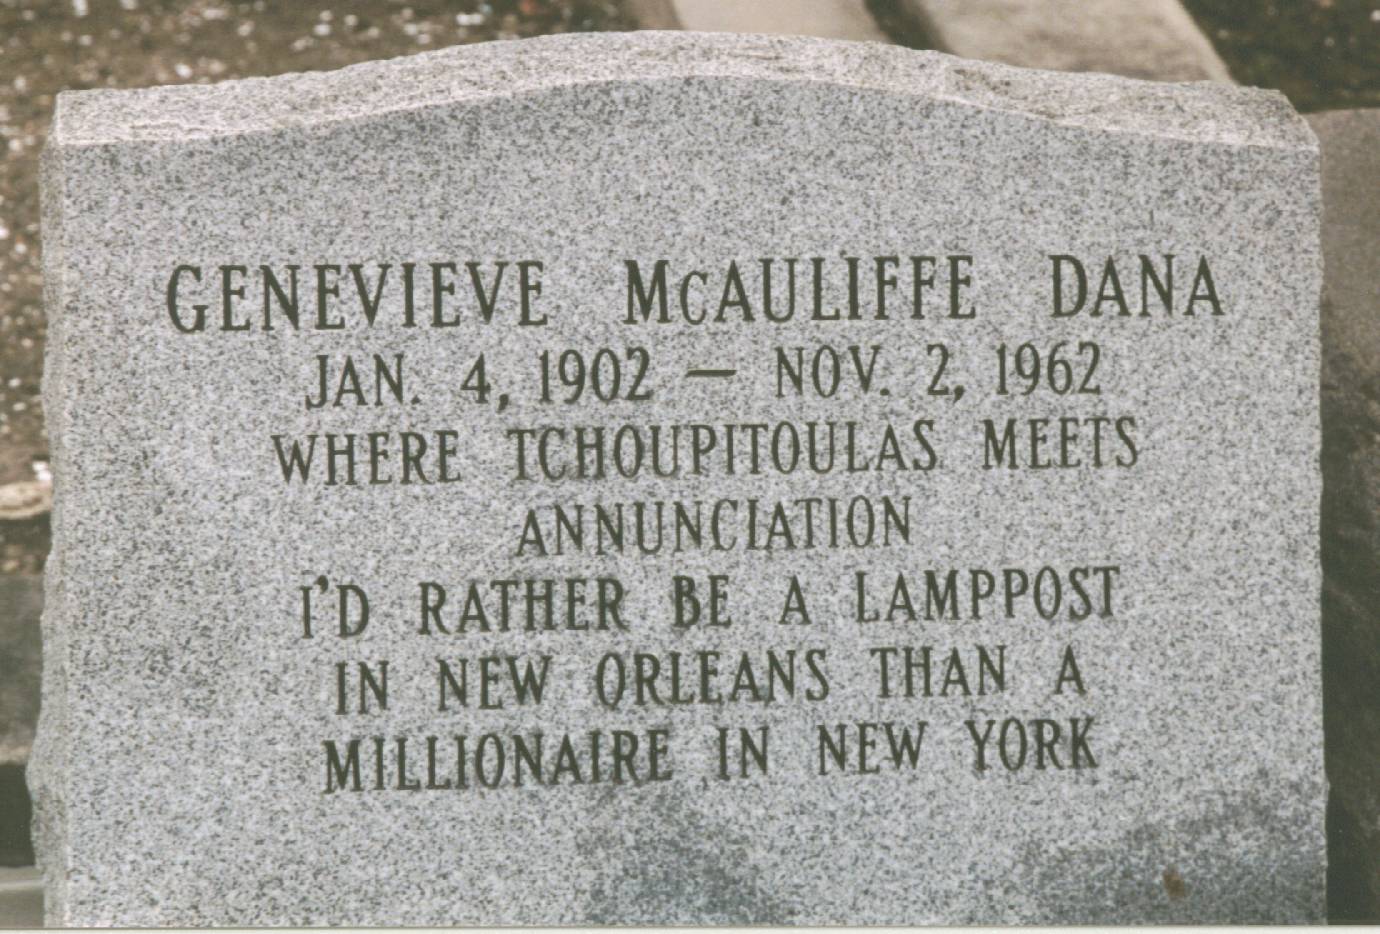 GENEVIEVE McAULIFFE DANA
JAN. 4, 1902 — NOV. 2, 1962
WHERE TCHOUPITOULAS MEETS
ANNUNCIATION
I'D RATHER BE A LAMPPOST
IN NEW ORLEANS THAN A
MILLIONAIRE IN NEW YORK